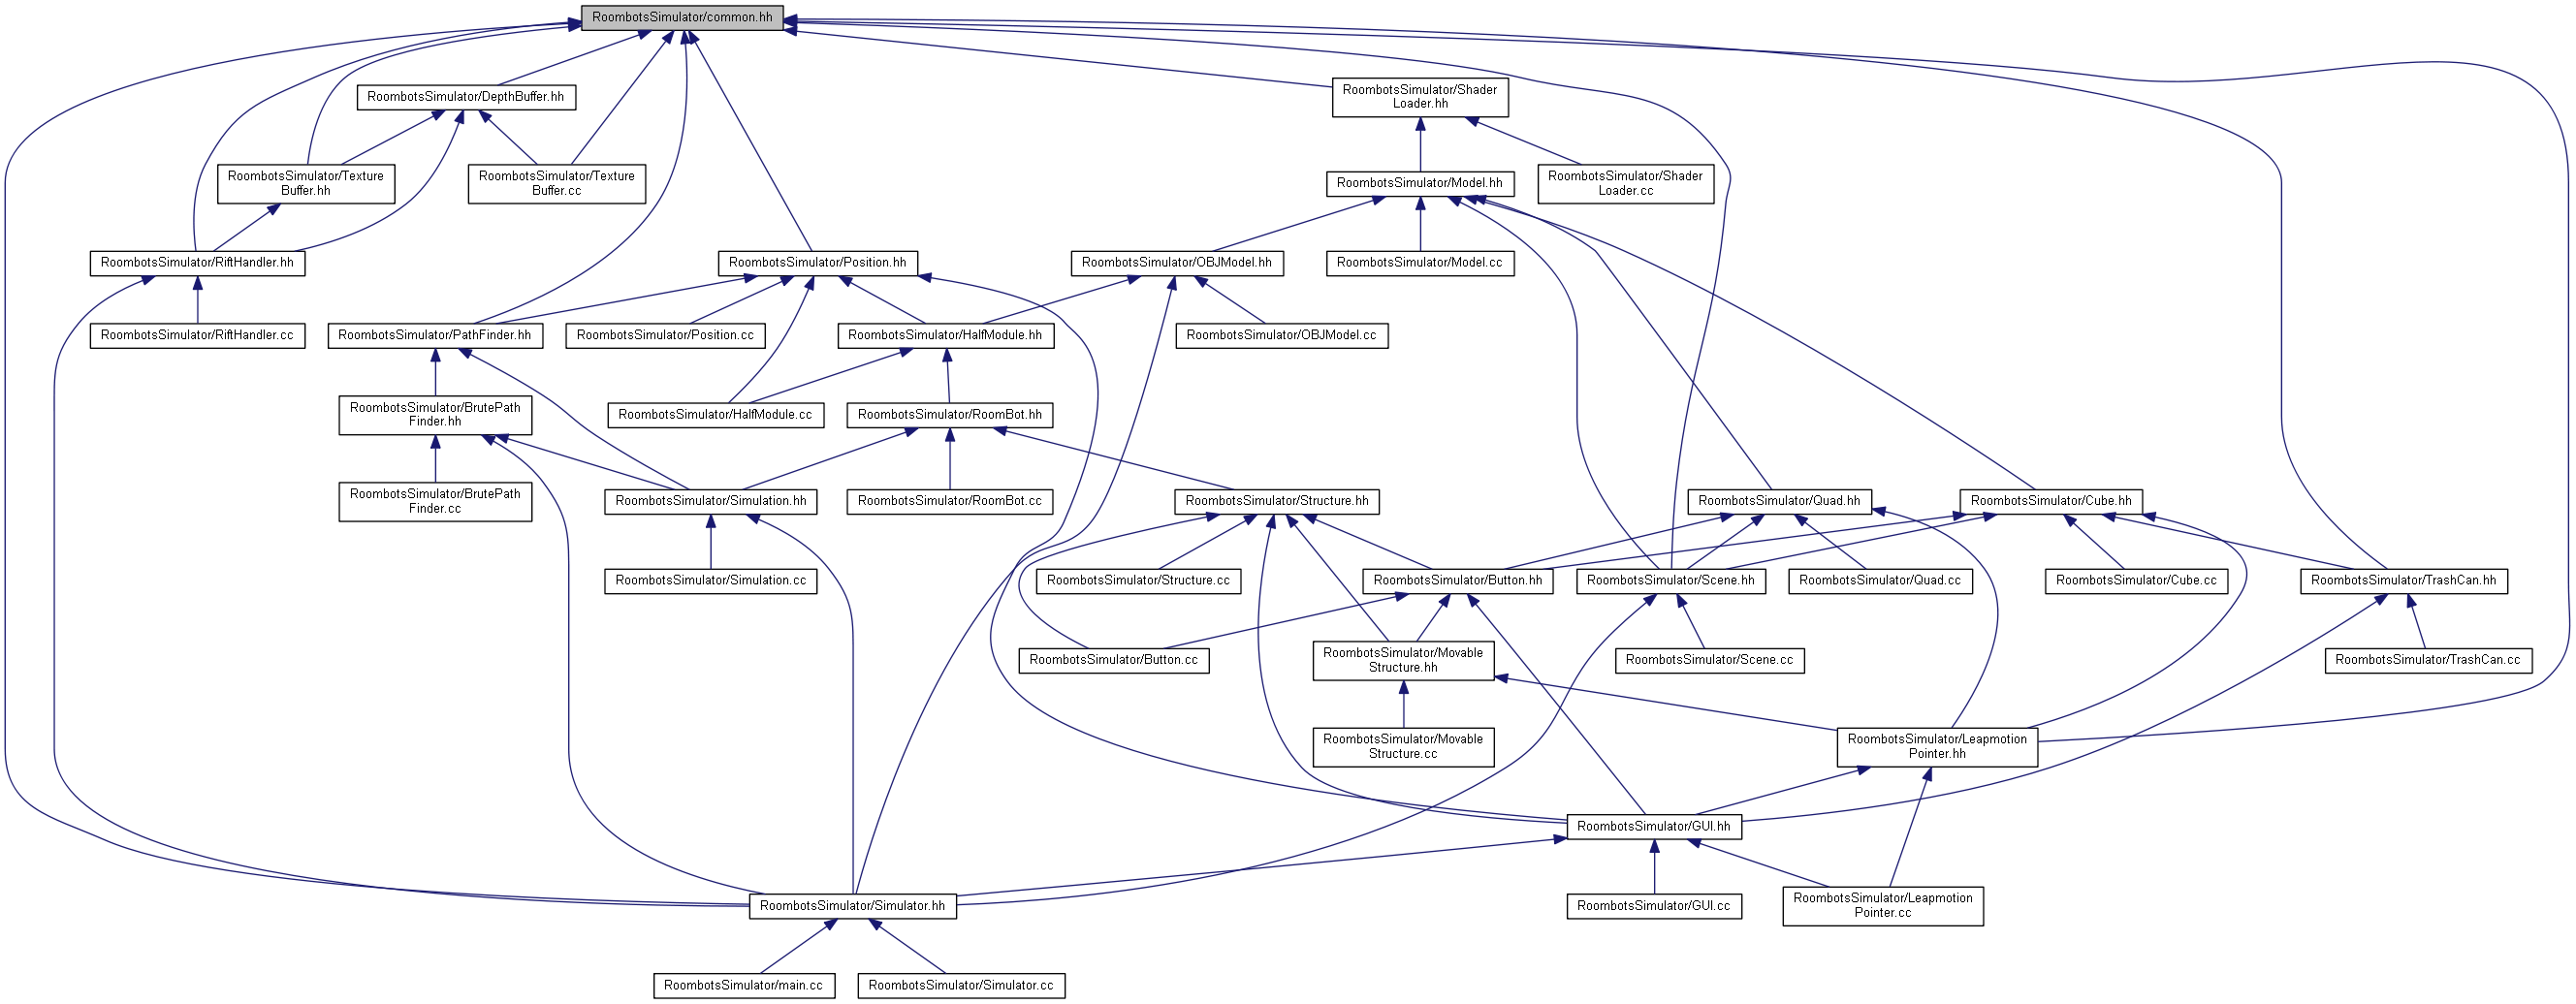 RoombotsSimulator/common.hh
RoombotsSimulator/DepthBuffer.hh
RoombotsSimulator/Shader
Loader.hh
RoombotsSimulator/Texture
Buffer.hh
RoombotsSimulator/Texture
Buffer.cc
RoombotsSimulator/Model.hh
RoombotsSimulator/Shader
Loader.cc
RoombotsSimulator/RiftHandler.hh
RoombotsSimulator/Position.hh
RoombotsSimulator/OBJModel.hh
RoombotsSimulator/Model.cc
RoombotsSimulator/RiftHandler.cc
RoombotsSimulator/PathFinder.hh
RoombotsSimulator/Position.cc
RoombotsSimulator/HalfModule.hh
RoombotsSimulator/OBJModel.cc
RoombotsSimulator/BrutePath
Finder.hh
RoombotsSimulator/HalfModule.cc
RoombotsSimulator/RoomBot.hh
RoombotsSimulator/BrutePath
Finder.cc
RoombotsSimulator/Simulation.hh
RoombotsSimulator/RoomBot.cc
RoombotsSimulator/Structure.hh
RoombotsSimulator/Quad.hh
RoombotsSimulator/Cube.hh
RoombotsSimulator/Simulation.cc
RoombotsSimulator/Structure.cc
RoombotsSimulator/Button.hh
RoombotsSimulator/Scene.hh
RoombotsSimulator/Quad.cc
RoombotsSimulator/Cube.cc
RoombotsSimulator/TrashCan.hh
RoombotsSimulator/Button.cc
RoombotsSimulator/Movable
Structure.hh
RoombotsSimulator/Scene.cc
RoombotsSimulator/TrashCan.cc
RoombotsSimulator/Movable
Structure.cc
RoombotsSimulator/Leapmotion
Pointer.hh
RoombotsSimulator/GUI.hh
RoombotsSimulator/Simulator.hh
RoombotsSimulator/GUI.cc
RoombotsSimulator/Leapmotion
Pointer.cc
RoombotsSimulator/main.cc
RoombotsSimulator/Simulator.cc